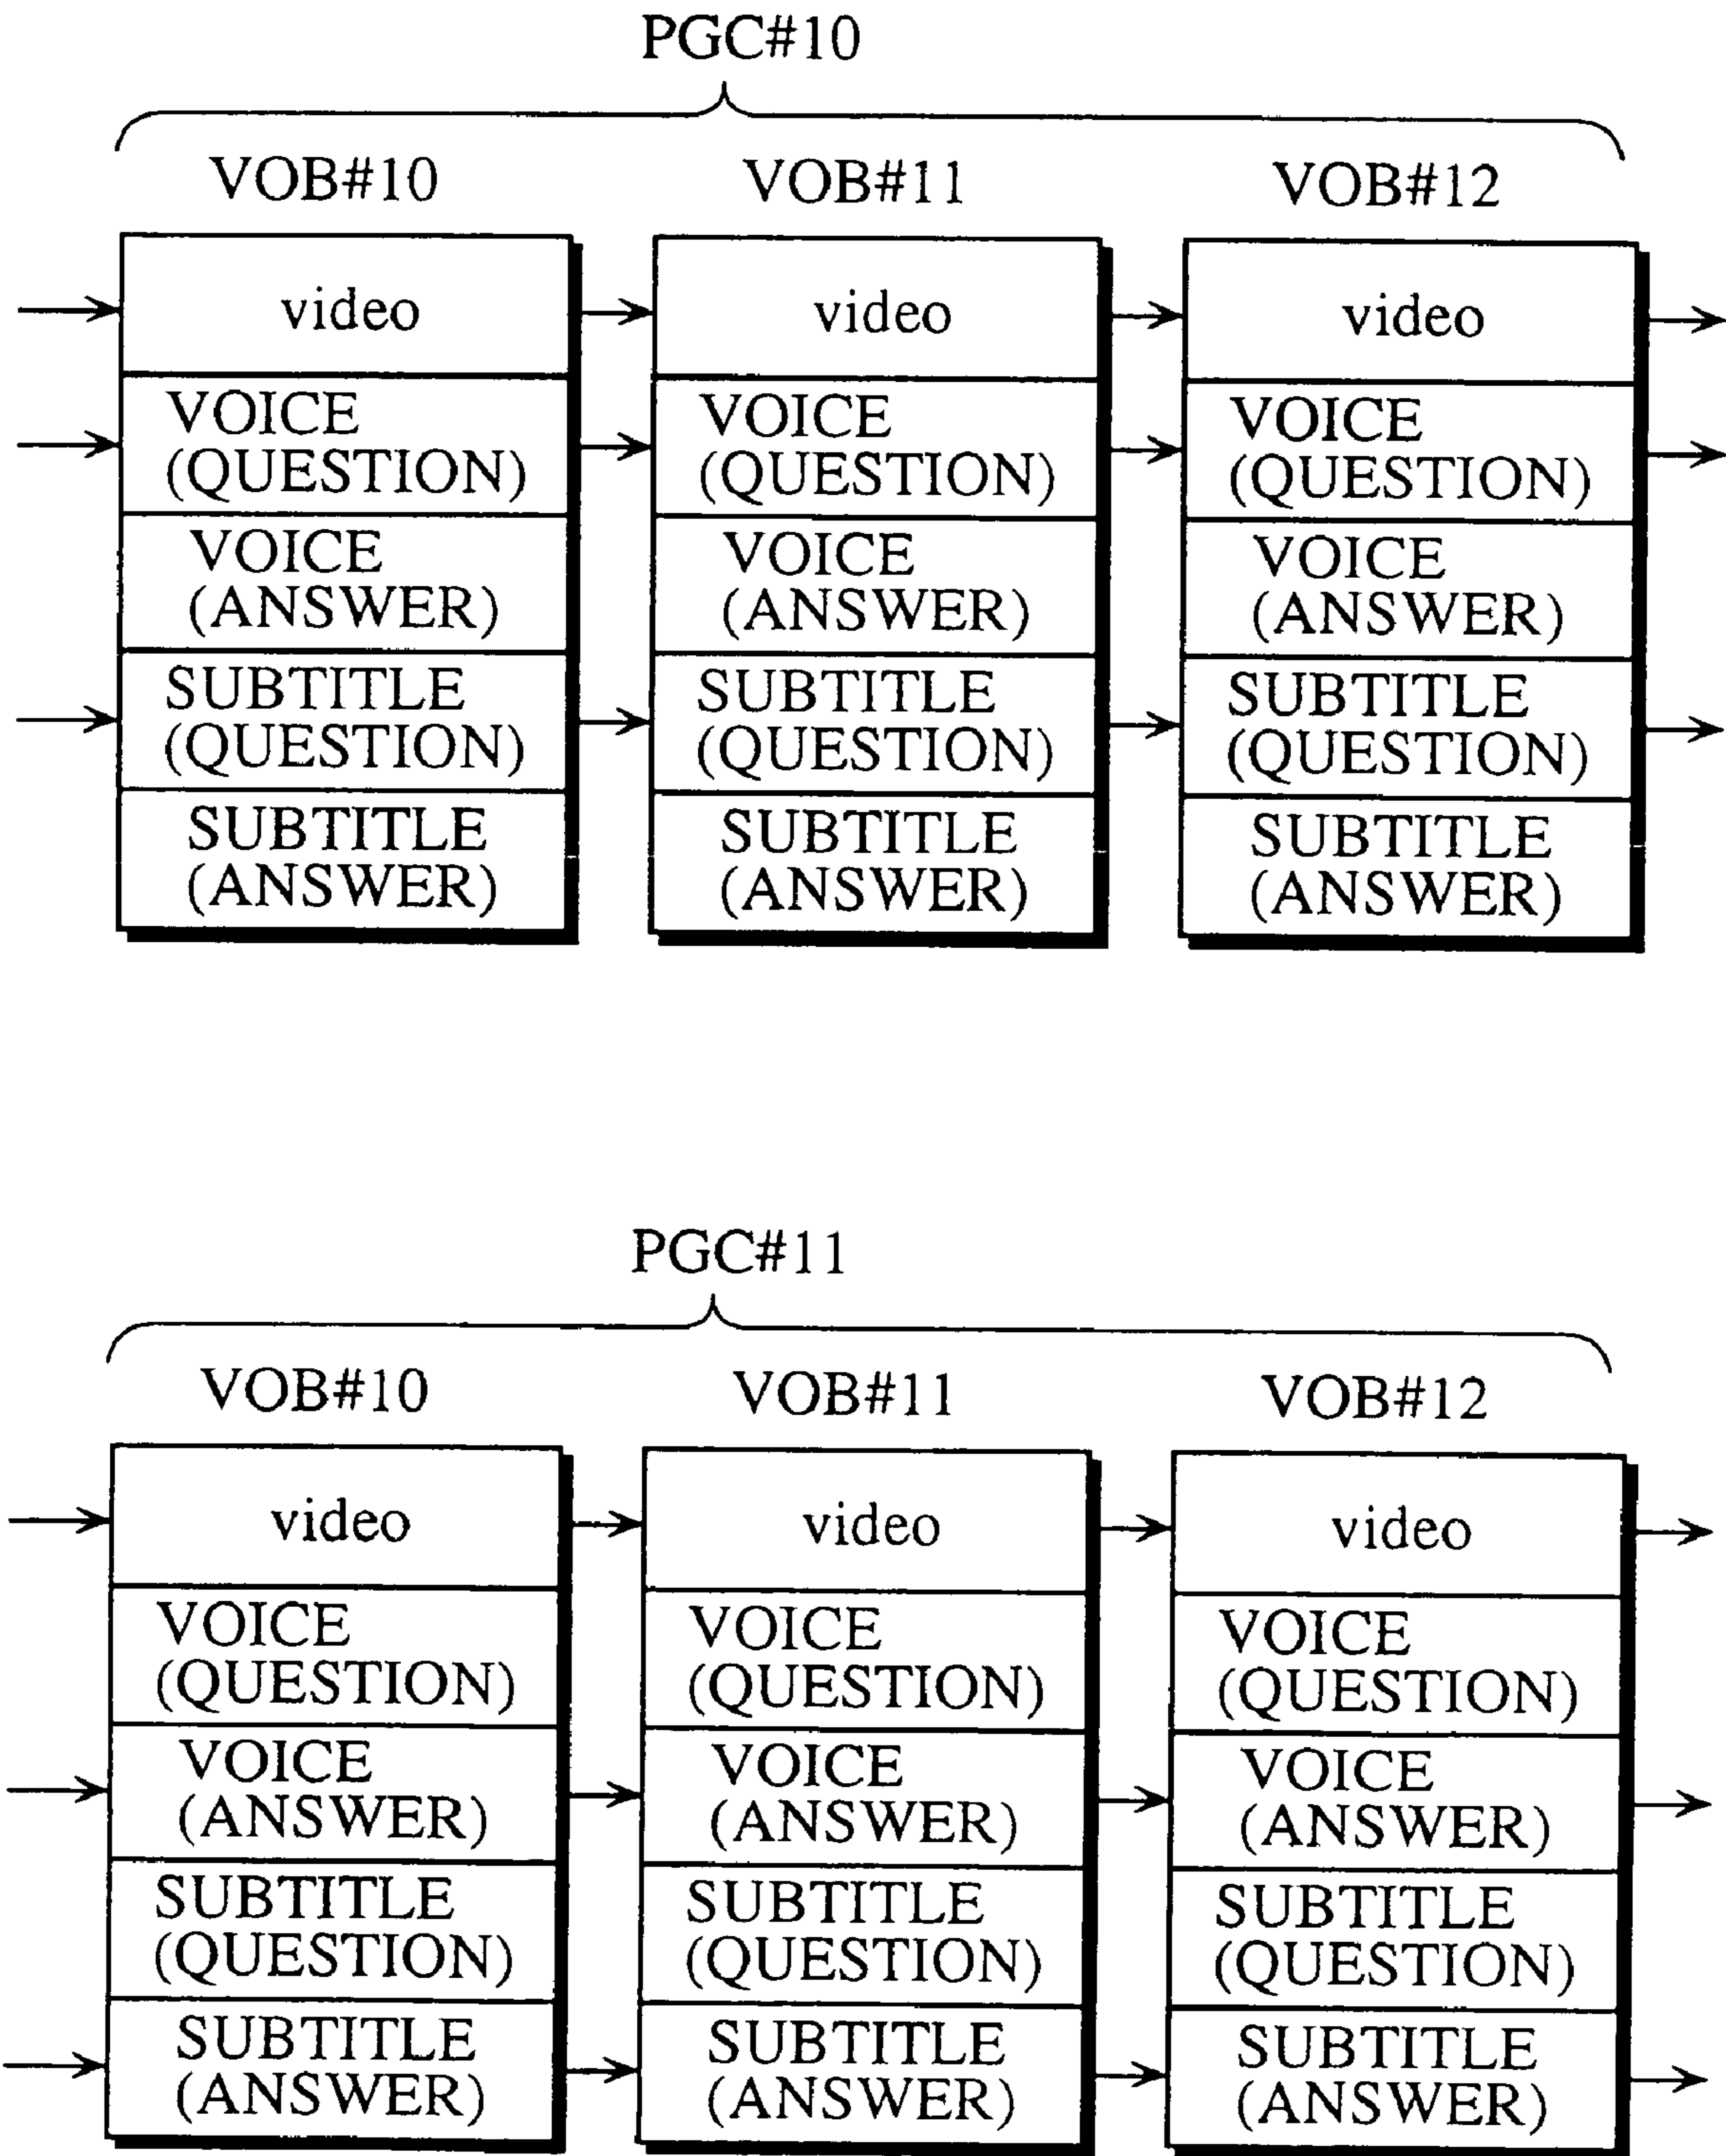 PGC#10
VOB#10 VOB#11 VOB#12
video video video
VOICE VOICE VOICE
(QUESTION) (QUESTION) (QUESTION)
VOICE VOICE VOICE
(ANSWER) (ANSWER) (ANSWER)
SUBTITLE SUBTITLE SUBTITLE
(QUESTION) (QUESTION) (QUESTION)
SUBTITLE SUBTITLE SUBTITLE
(ANSWER) (ANSWER) (ANSWER)
PGC#11
VOB#10 VOB#11 VOB#12
video video video
VOICE VOICE VOICE
(QUESTION) (QUESTION) (QUESTION)
VOICE VOICE VOICE
(ANSWER) (ANSWER) (ANSWER)
SUBTITLE SUBTITLE SUBTITLE
(QUESTION) (QUESTION) (QUESTION)
SUBTITLE SUBTITLE SUBTITLE
(ANSWER) (ANSWER) (ANSWER)